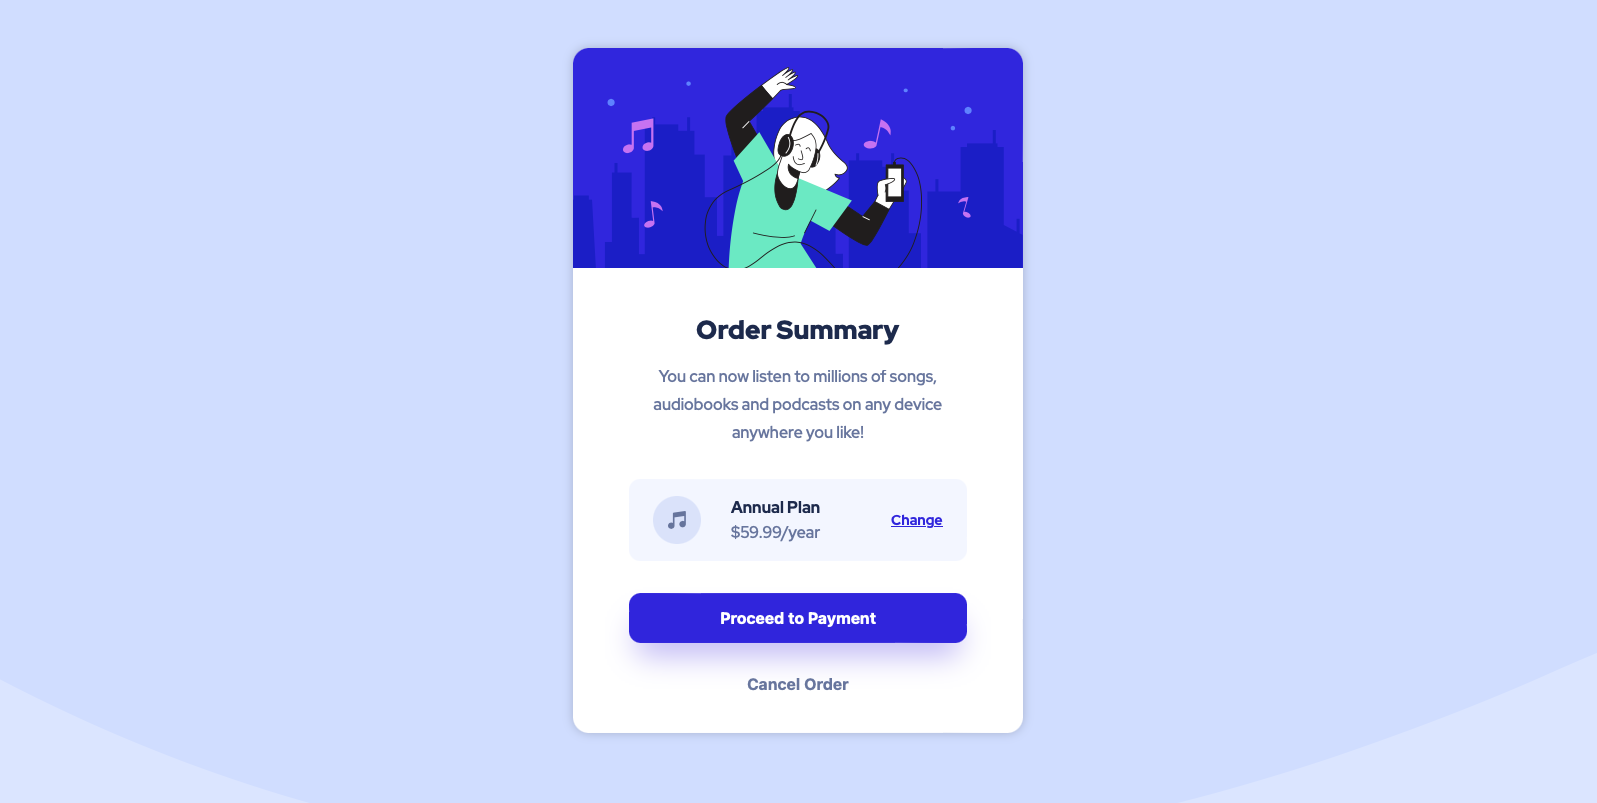 Order Summary
You can now listen to millions of songs,
audiobooks and podcasts on any device
anywhere you like!
Annual Plan
$59.99/year
Change
Proceed to Payment
Cancel Order